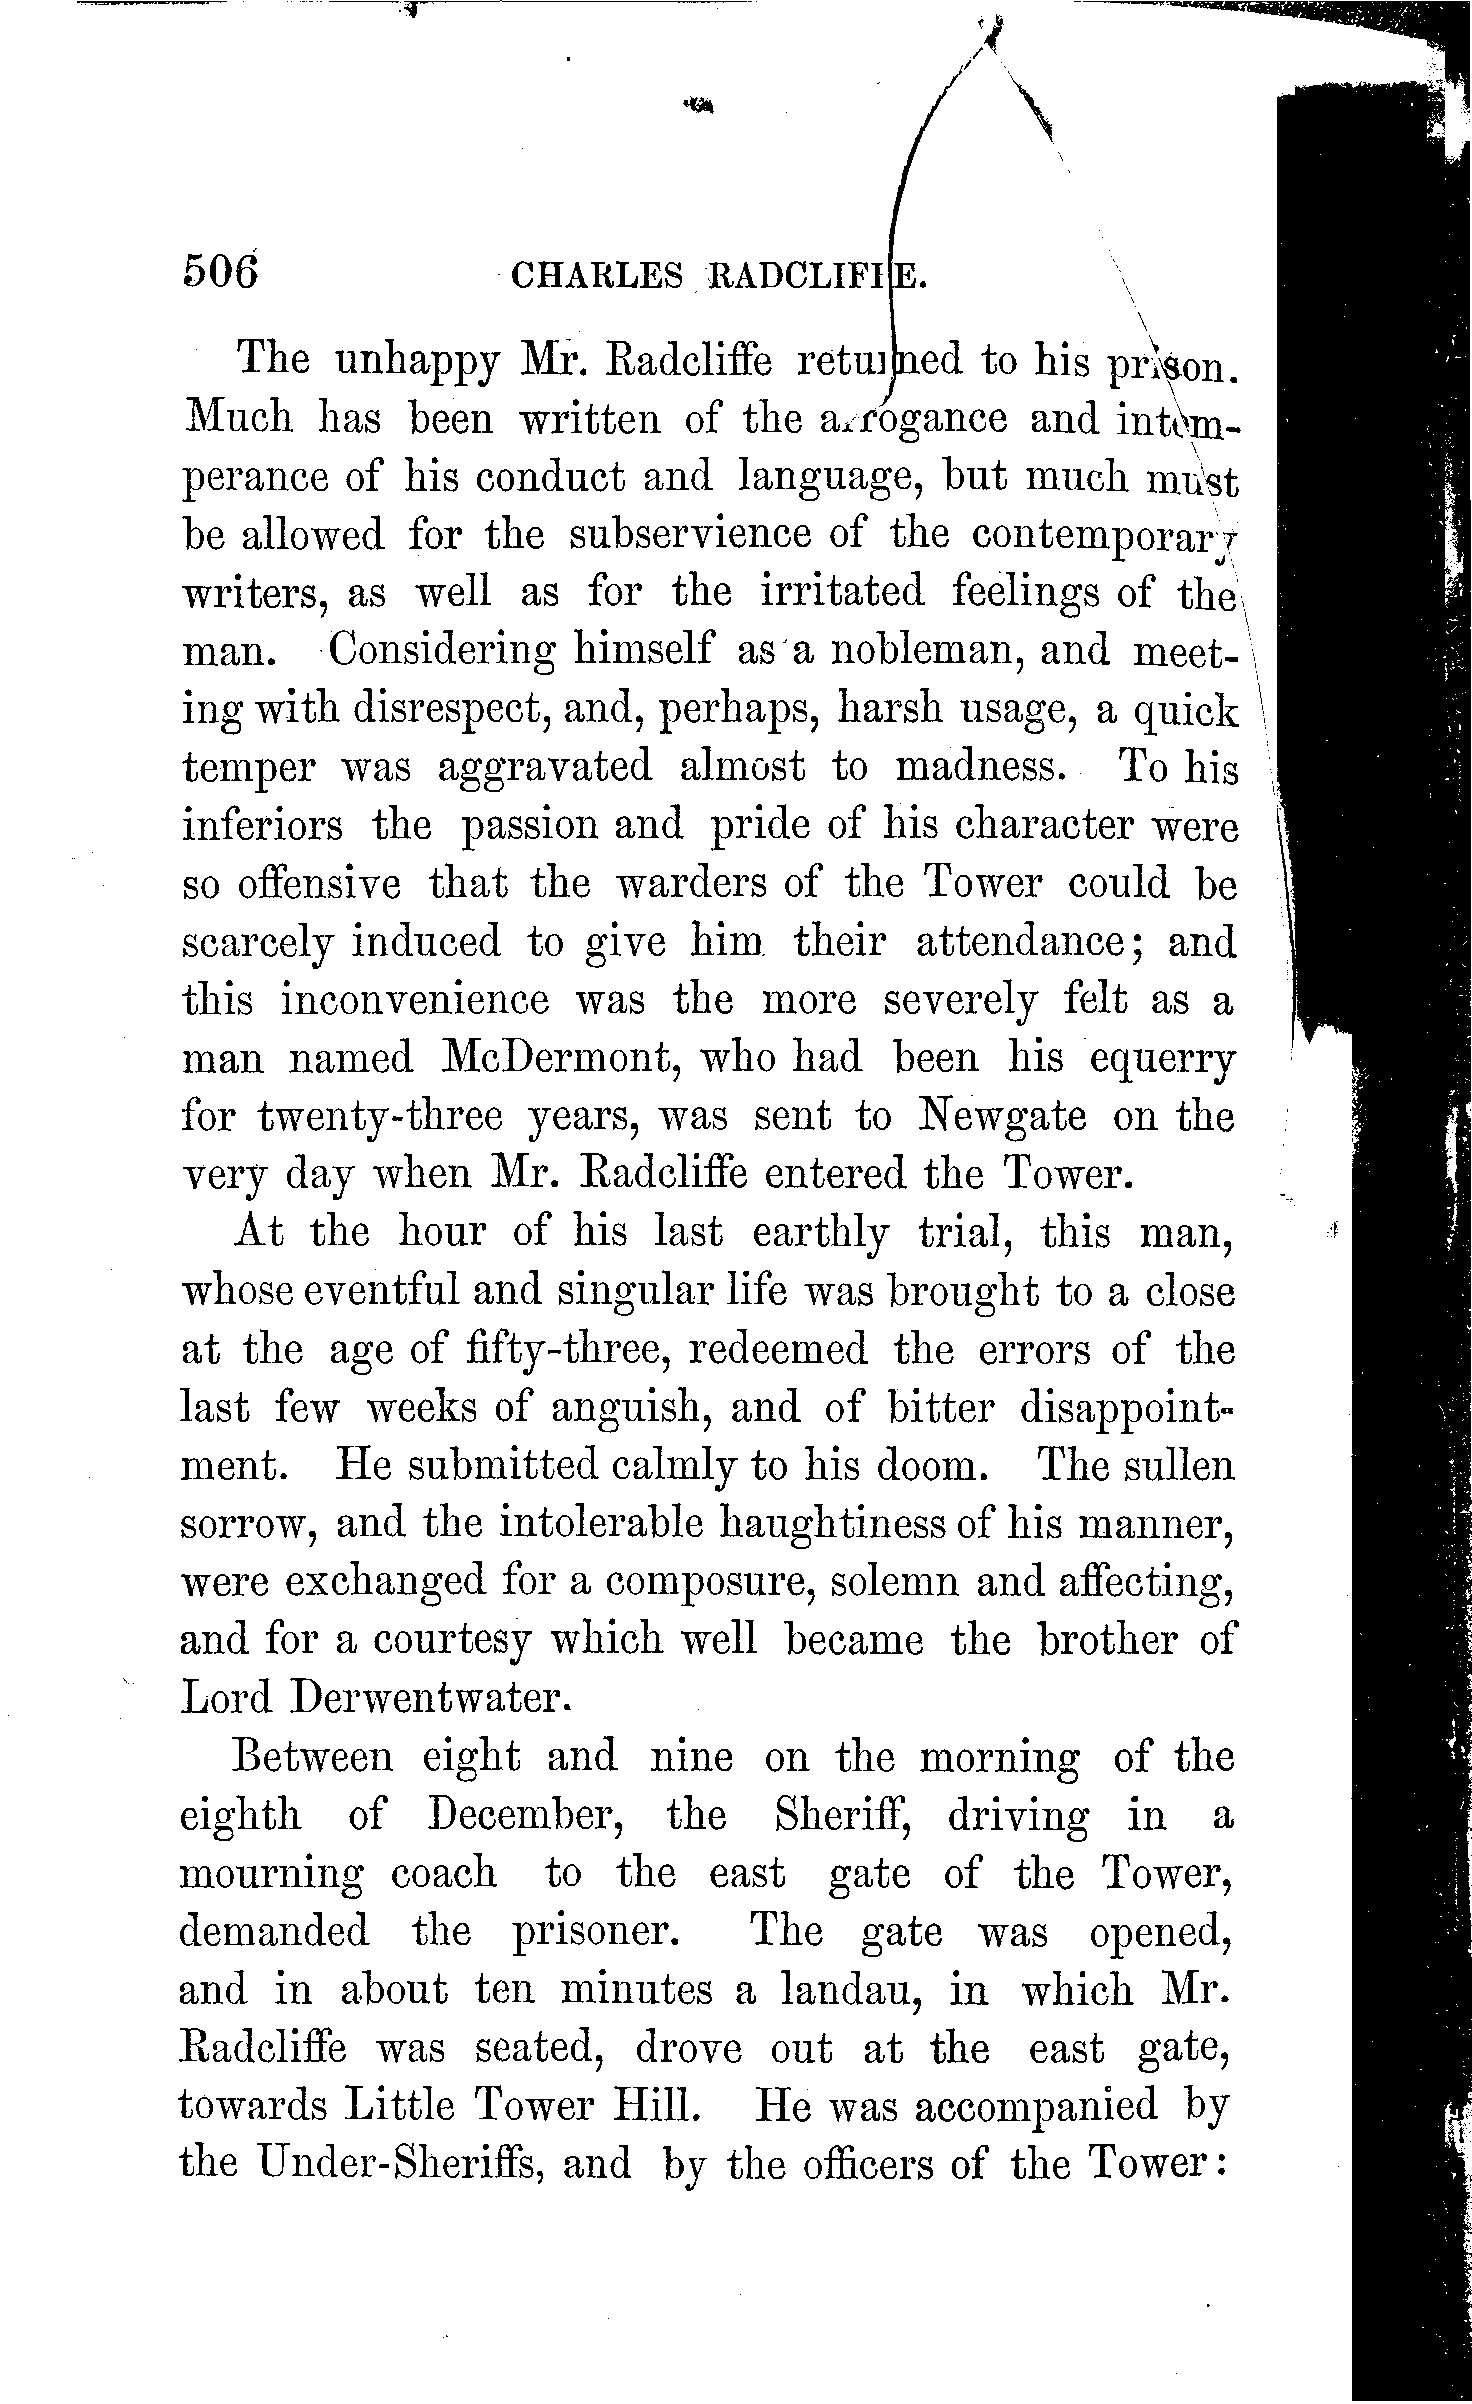 506 CHARLES RADCLIFFE.
The unhappy Mr. Radcliffe returned to his prison.
Much has been written of the arrogance and intem-
perance of his conduct and language, but much must
be allowed for the subservience of the contemporary
writers, as well as for the irritated feelings of the
man. Considering himself as a nobleman, and meet-
ing with disrespect, and, perhaps, harsh usage, a quick
temper was aggravated almost to madness. To his
inferiors the passion and pride of his character were
so offensive that the warders of the Tower could be
scarcely induced to give him their attendance; and
this inconvenience was the more severely felt as a
man named McDermont, who had been his equerry
for twenty-three years, was sent to Newgate on the
very day when Mr. Radcliffe entered the Tower.
At the hour of his last earthly trial, this man,
whose eventful and singular life was brought to a close
at the age of fifty-three, redeemed the errors of the
last few weeks of anguish, and of bitter disappoint-
ment. He submitted calmly to his doom. The sullen
sorrow, and the intolerable haughtiness of his manner,
were exchanged for a composure, solemn and affecting,
and for a courtesy which well became the brother of
Lord Derwentwater.
Between eight and nine on the morning of the
eighth of December, the Sheriff, driving in a
mourning coach to the east gate of the Tower,
demanded the prisoner. The gate was opened,
and in about ten minutes a landau, in which Mr.
Radcliffe was seated, drove out at the east gate,
towards Little Tower Hill. He was accompanied by
the Under-Sheriffs, and by the officers of the Tower: